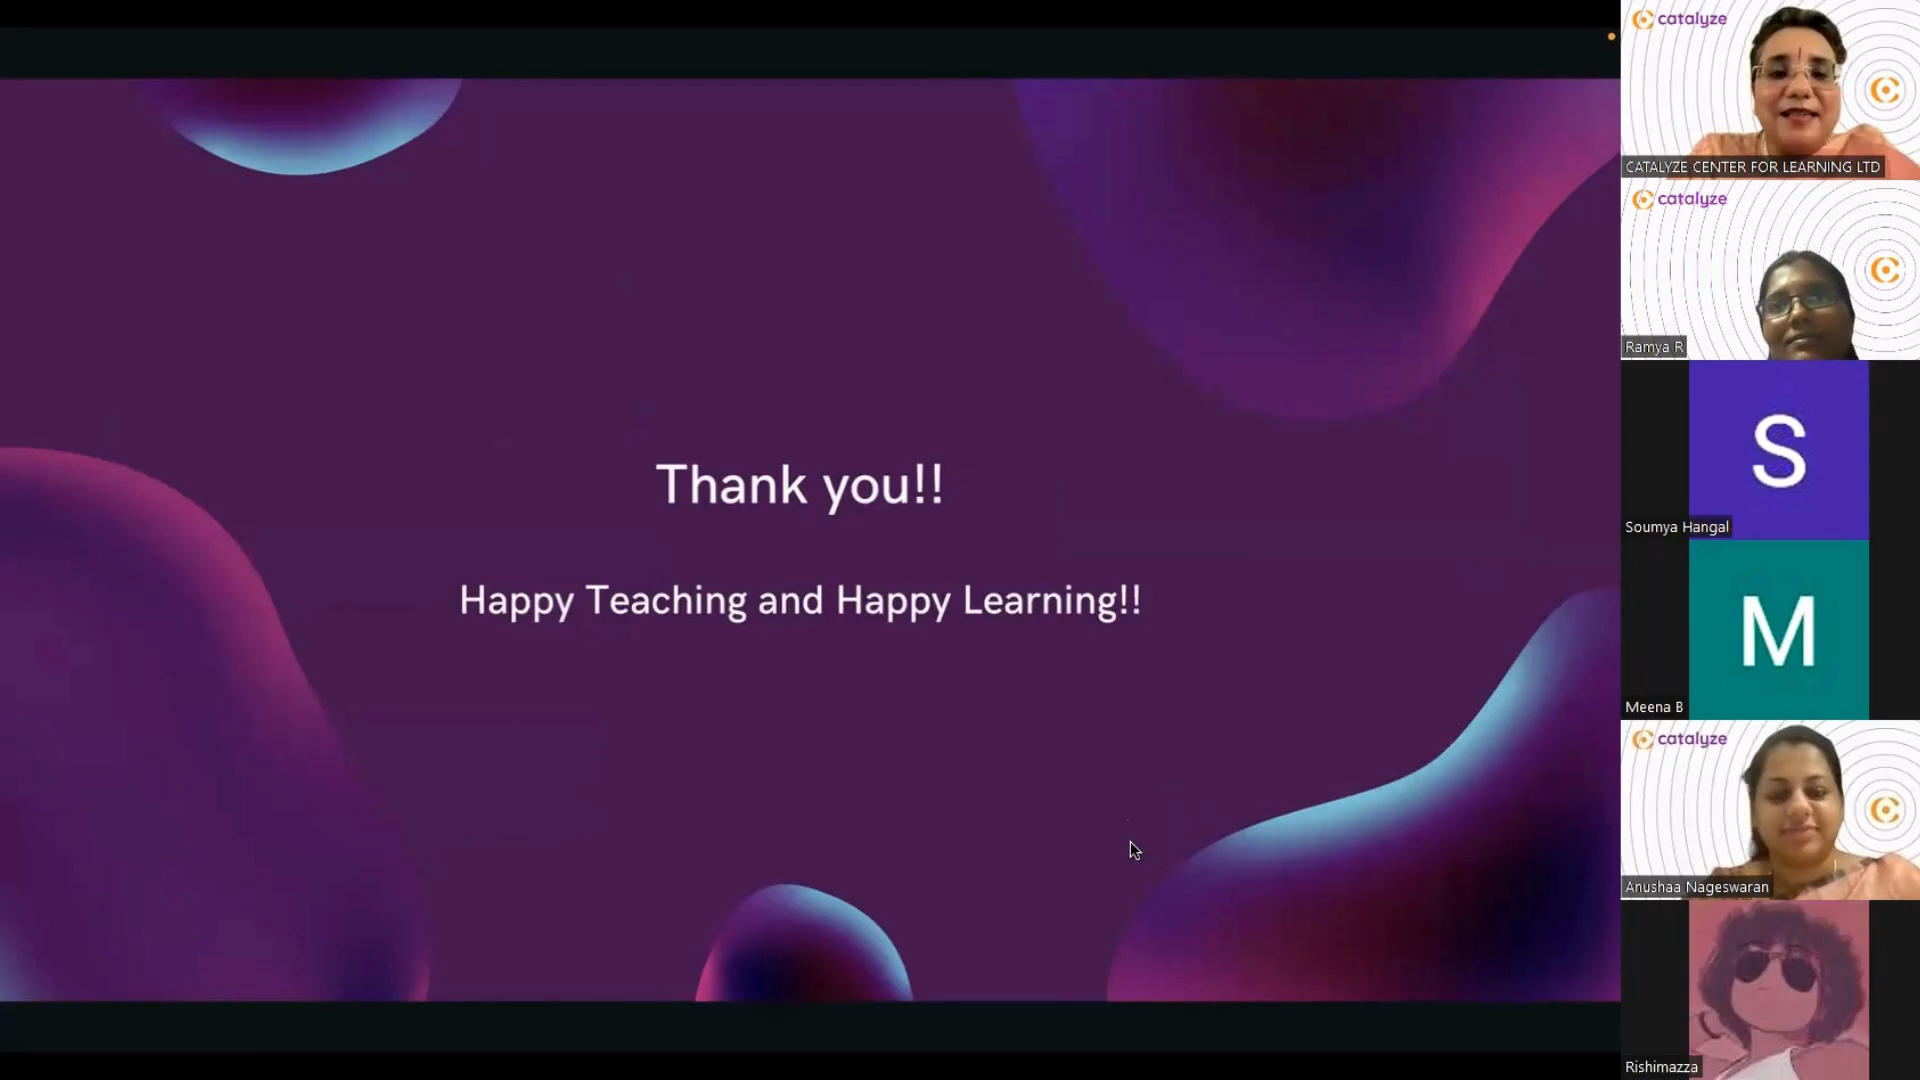 Thank you!!
Happy Teaching and Happy Learning!!
catalyze
CATALYZE CENTER FOR LEARNING LTD
catalyze
Ramya R
S
Soumya Hangal
M
Meena B
catalyze
Anushaa Nageswaran
Rishimazza